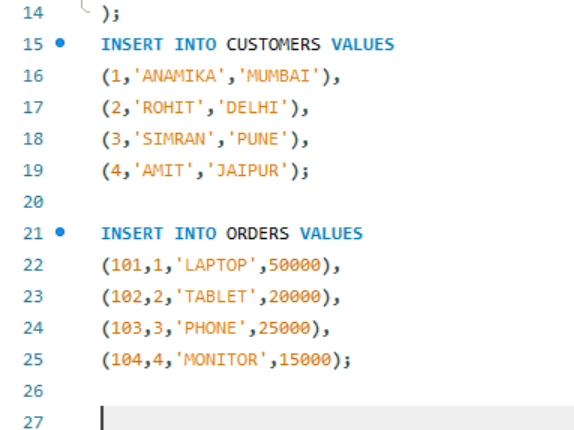 14 );
15 INSERT INTO CUSTOMERS VALUES
16 (1,'ANAMIKA','MUMBAI'),
17 (2,'ROHIT','DELHI'),
18 (3,'SIMRAN','PUNE'),
19 (4,'AMIT','JAIPUR');
20
21 INSERT INTO ORDERS VALUES
22 (101,1,'LAPTOP',50000),
23 (102,2,'TABLET',20000),
24 (103,3,'PHONE',25000),
25 (104,4,'MONITOR',15000);
26
27